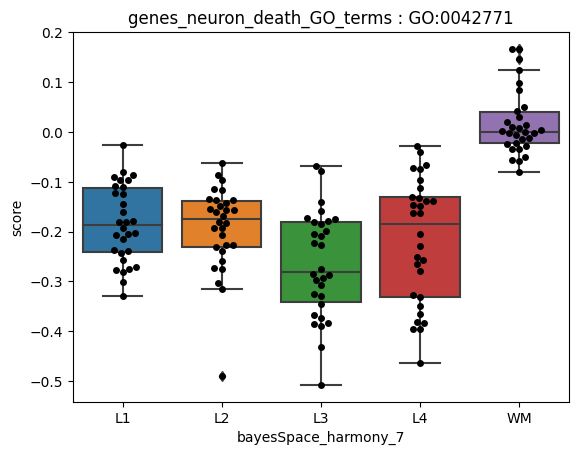 genes_neuron_death_GO_terms : GO:0042771
0.2
0.1
0.0
−0.1
−0.2
−0.3
−0.4
−0.5
score
L1 L2 L3 L4 WM
bayesSpace_harmony_7